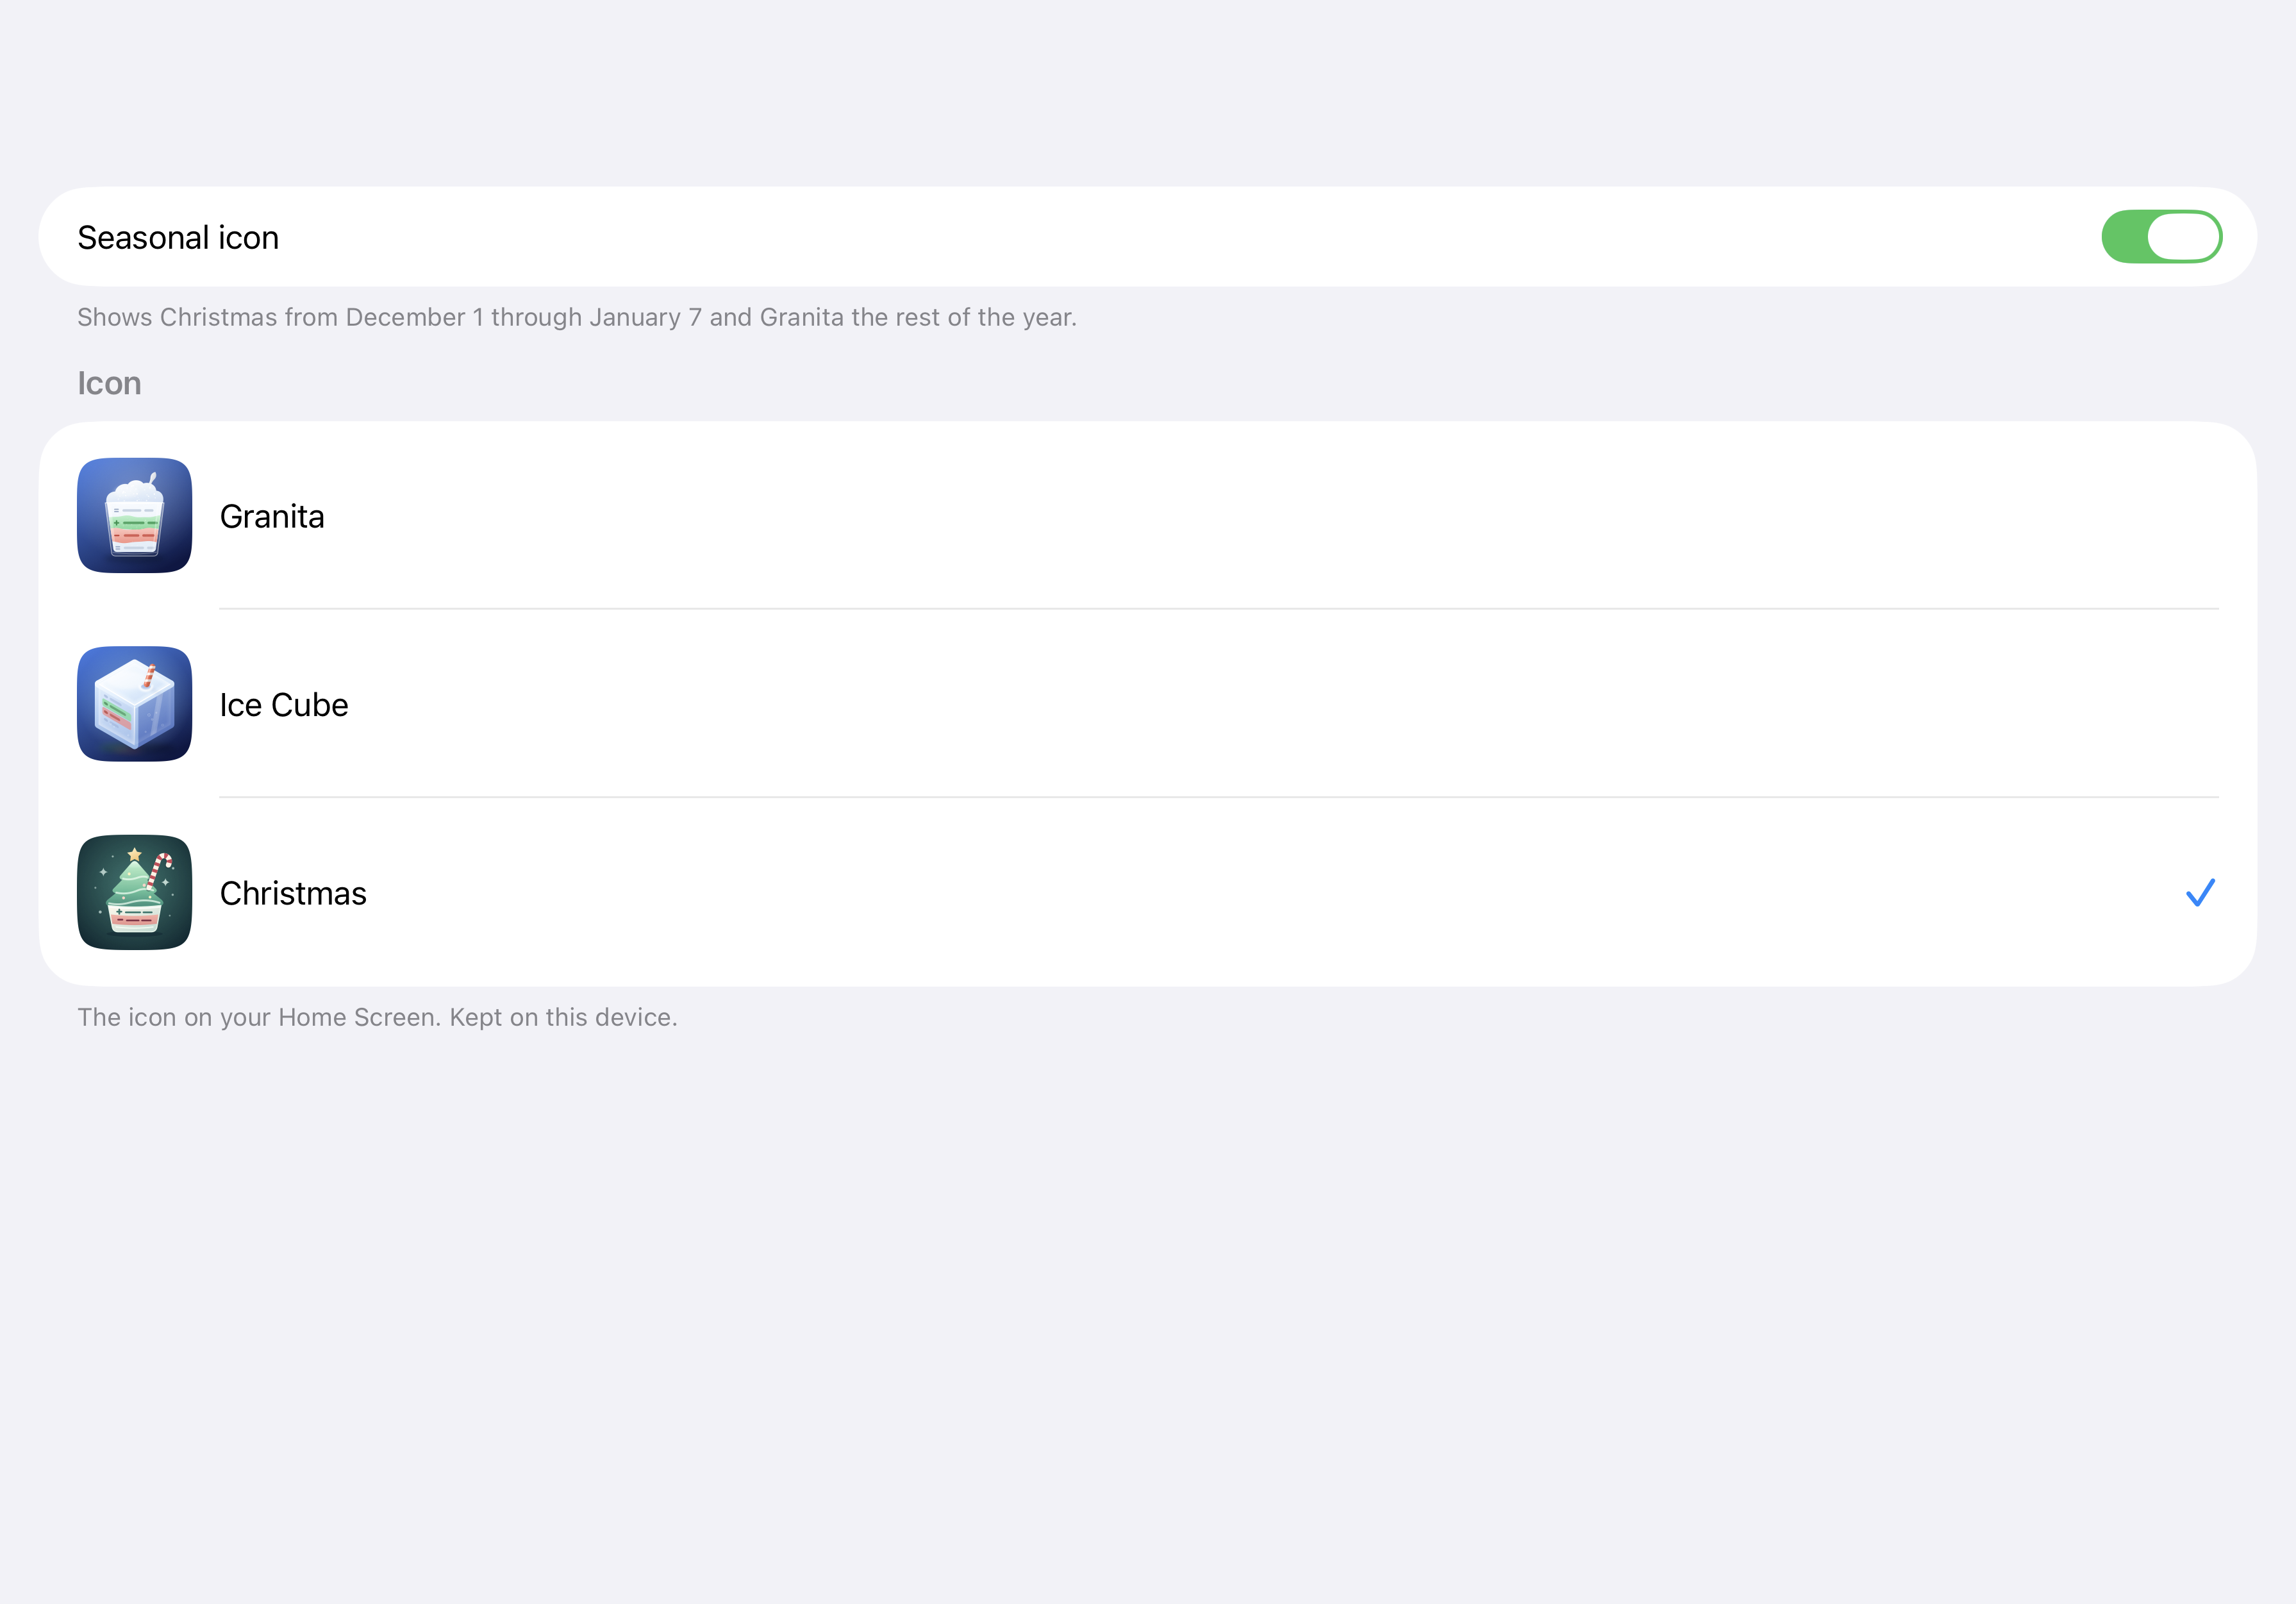 Seasonal icon
Shows Christmas from December 1 through January 7 and Granita the rest of the year.
Icon
Granita
Ice Cube
Christmas
The icon on your Home Screen. Kept on this device.